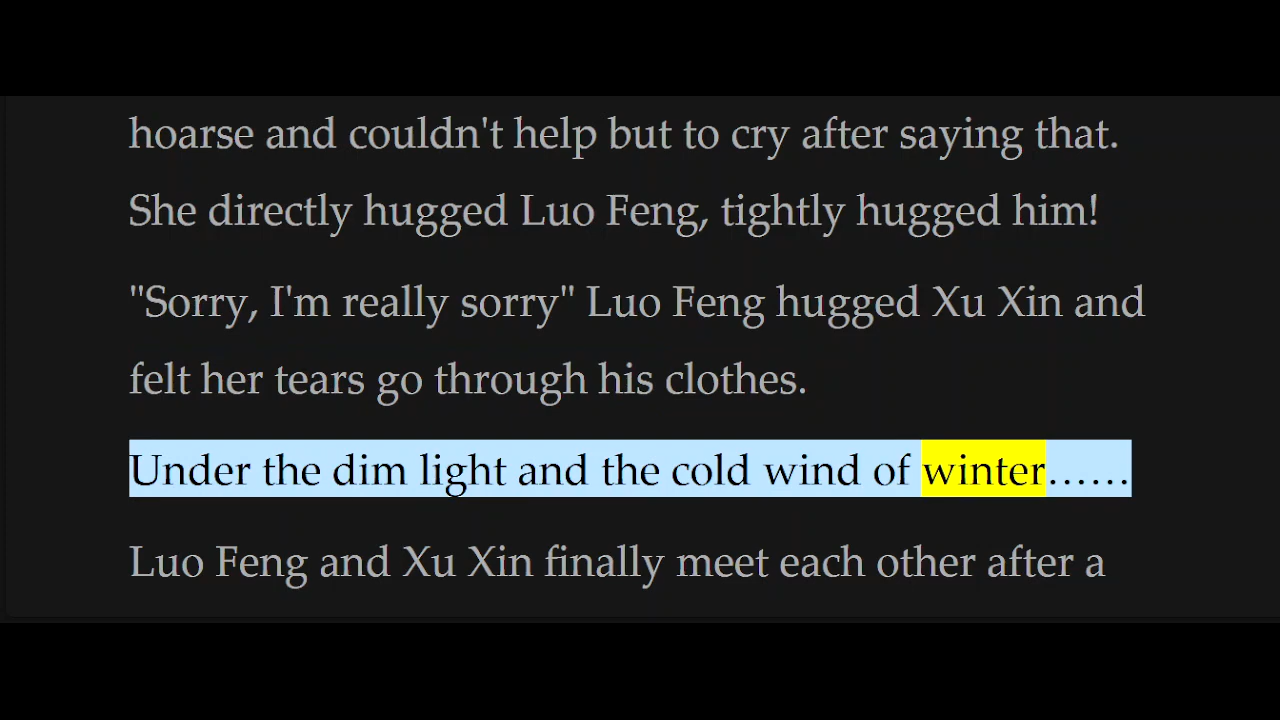 hoarse and couldn't help but to cry after saying that.
She directly hugged Luo Feng, tightly hugged him!
"Sorry, I'm really sorry" Luo Feng hugged Xu Xin and
felt her tears go through his clothes.
Under the dim light and the cold wind of winter......
Luo Feng and Xu Xin finally meet each other after a